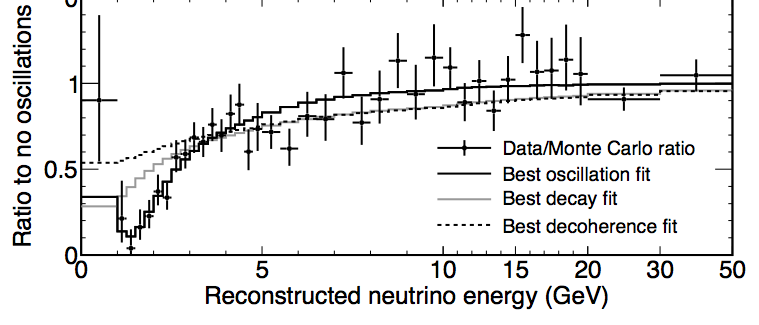 Ratio to no oscillations
1
0.5
0
Data/Monte Carlo ratio
Best oscillation fit
Best decay fit
Best decoherence fit
0 5 10 15 20 30 50
Reconstructed neutrino energy (GeV)